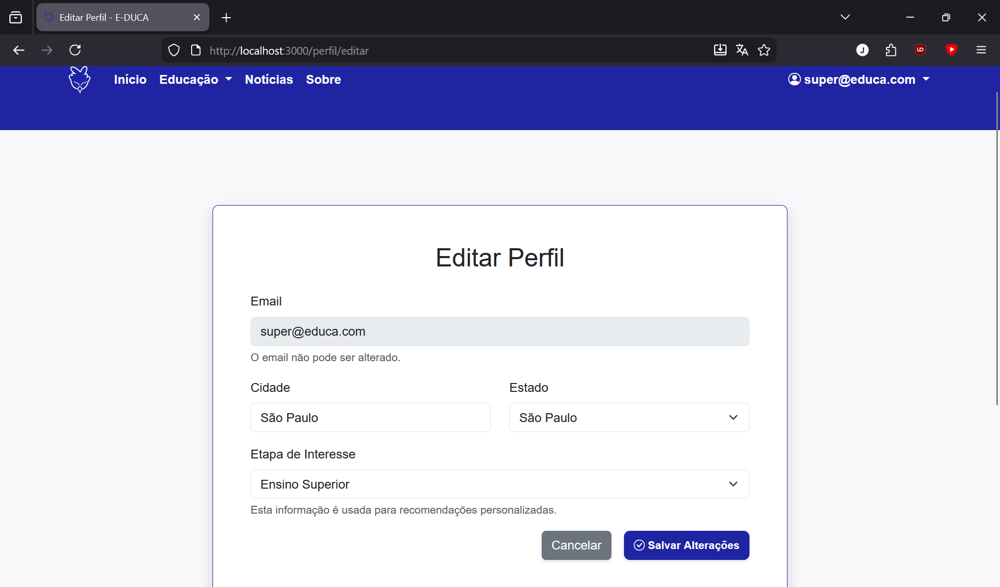 Editar Perfil - E-DUCA
http://localhost:3000/perfil/editar
J
Início Educação Notícias Sobre super@educa.com
Editar Perfil
Email
super@educa.com
O email não pode ser alterado.
Cidade Estado
São Paulo São Paulo
Etapa de Interesse
Ensino Superior
Esta informação é usada para recomendações personalizadas.
Cancelar Salvar Alterações